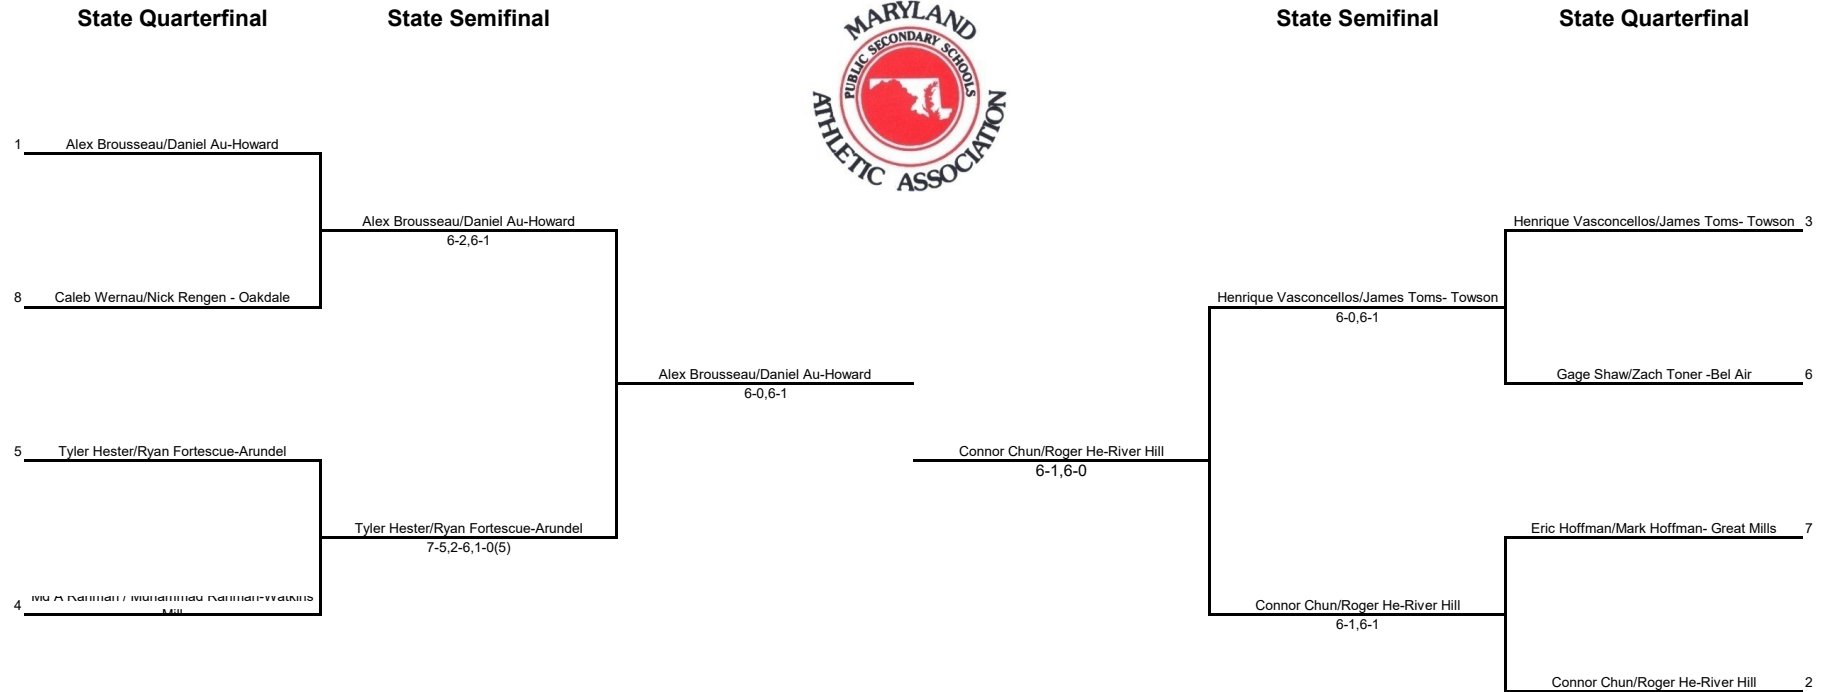 State Quarterfinal
State Semifinal
State Semifinal
State Quarterfinal
MARYLAND
PUBLIC SECONDARY SCHOOLS
ATHLETIC ASSOCIATION
1 Alex Brousseau/Daniel Au-Howard
Alex Brousseau/Daniel Au-Howard
6-2,6-1
8 Caleb Wernau/Nick Rengen - Oakdale
Alex Brousseau/Daniel Au-Howard
6-0,6-1
5 Tyler Hester/Ryan Fortescue-Arundel
Tyler Hester/Ryan Fortescue-Arundel
7-5,2-6,1-0(5)
4 Md A Rahman / Muhammad Rahman-Watkins
Mill
Henrique Vasconcellos/James Toms- Towson 3
Henrique Vasconcellos/James Toms- Towson
6-0,6-1
Gage Shaw/Zach Toner -Bel Air 6
Connor Chun/Roger He-River Hill
6-1,6-0
Eric Hoffman/Mark Hoffman- Great Mills 7
Connor Chun/Roger He-River Hill
6-1,6-1
Connor Chun/Roger He-River Hill 2